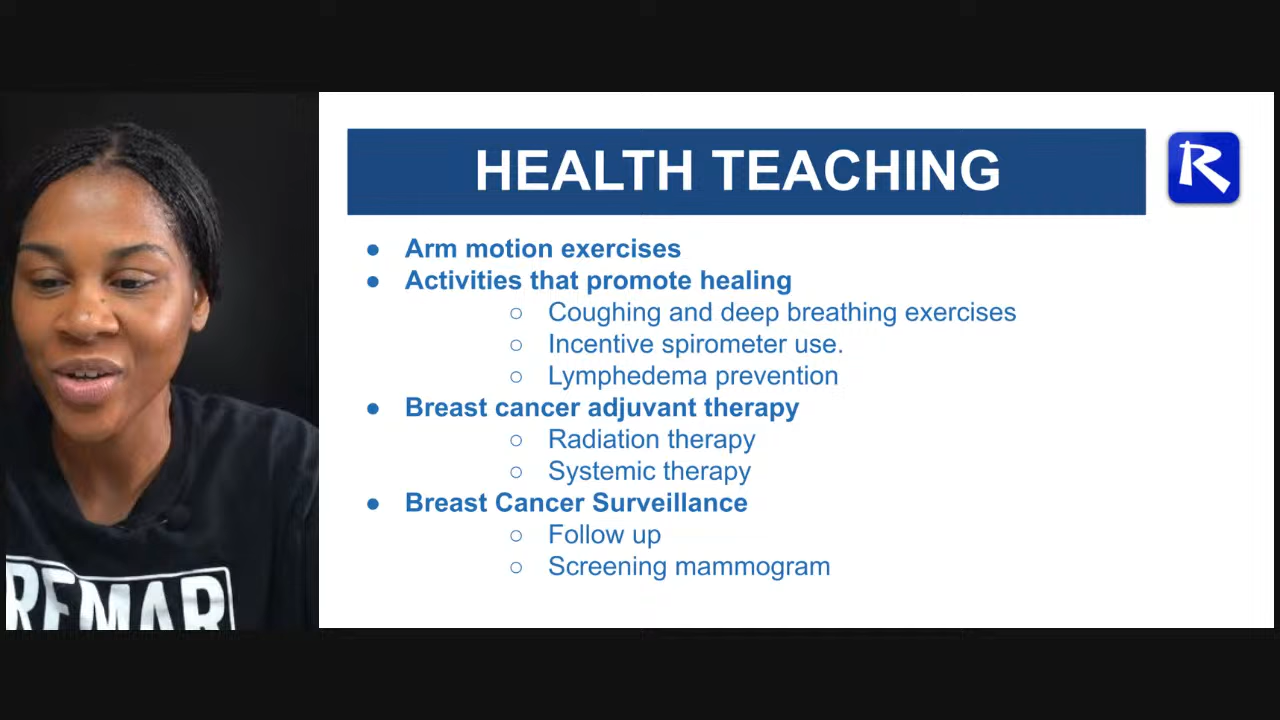 HEALTH TEACHING
R
● Arm motion exercises
● Activities that promote healing
○ Coughing and deep breathing exercises
○ Incentive spirometer use.
○ Lymphedema prevention
● Breast cancer adjuvant therapy
○ Radiation therapy
○ Systemic therapy
● Breast Cancer Surveillance
○ Follow up
○ Screening mammogram
REMAR